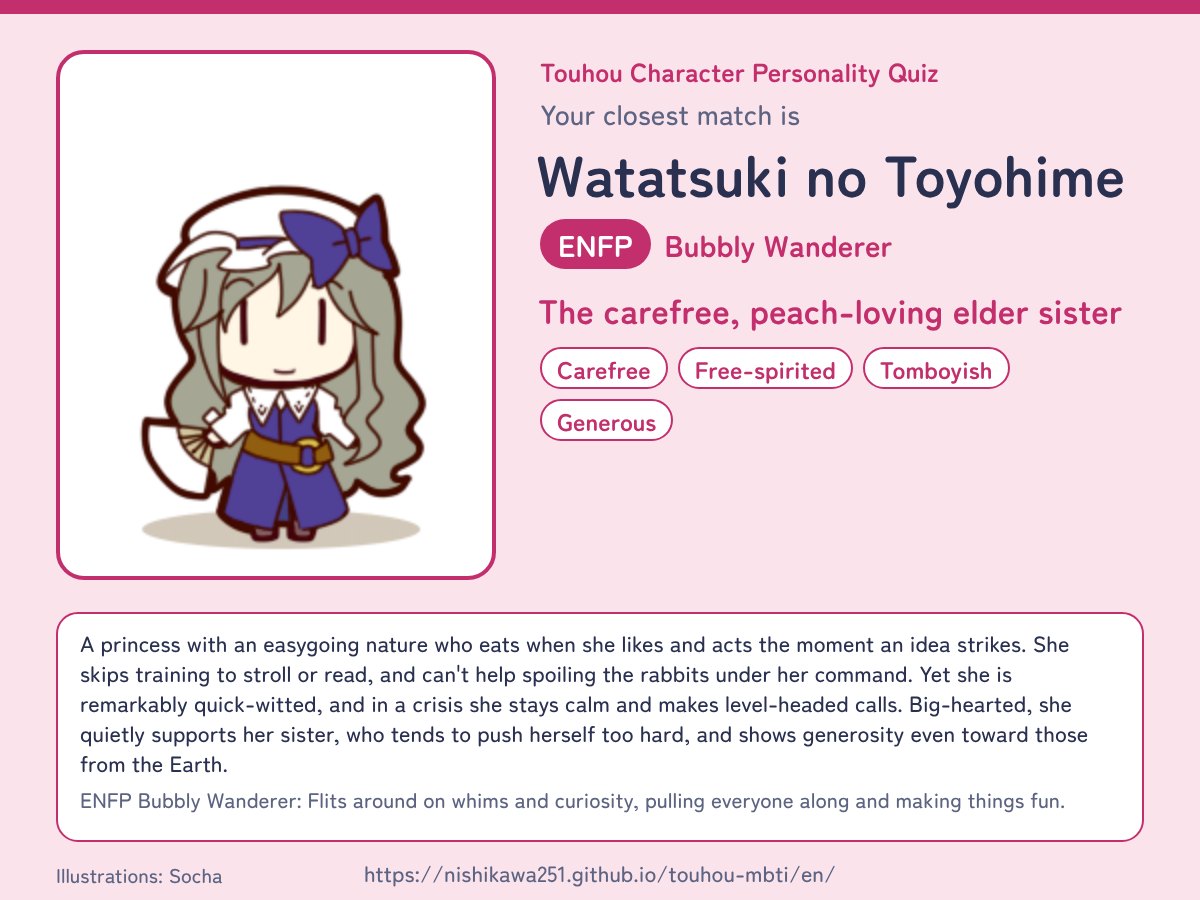 Touhou Character Personality Quiz
Your closest match is
Watatsuki no Toyohime
ENFP Bubbly Wanderer
The carefree, peach-loving elder sister
Carefree Free-spirited Tomboyish
Generous
A princess with an easygoing nature who eats when she likes and acts the moment an idea strikes. She
skips training to stroll or read, and can't help spoiling the rabbits under her command. Yet she is
remarkably quick-witted, and in a crisis she stays calm and makes level-headed calls. Big-hearted, she
quietly supports her sister, who tends to push herself too hard, and shows generosity even toward those
from the Earth.
ENFP Bubbly Wanderer: Flits around on whims and curiosity, pulling everyone along and making things fun.
Illustrations: Socha https://nishikawa251.github.io/touhou-mbti/en/